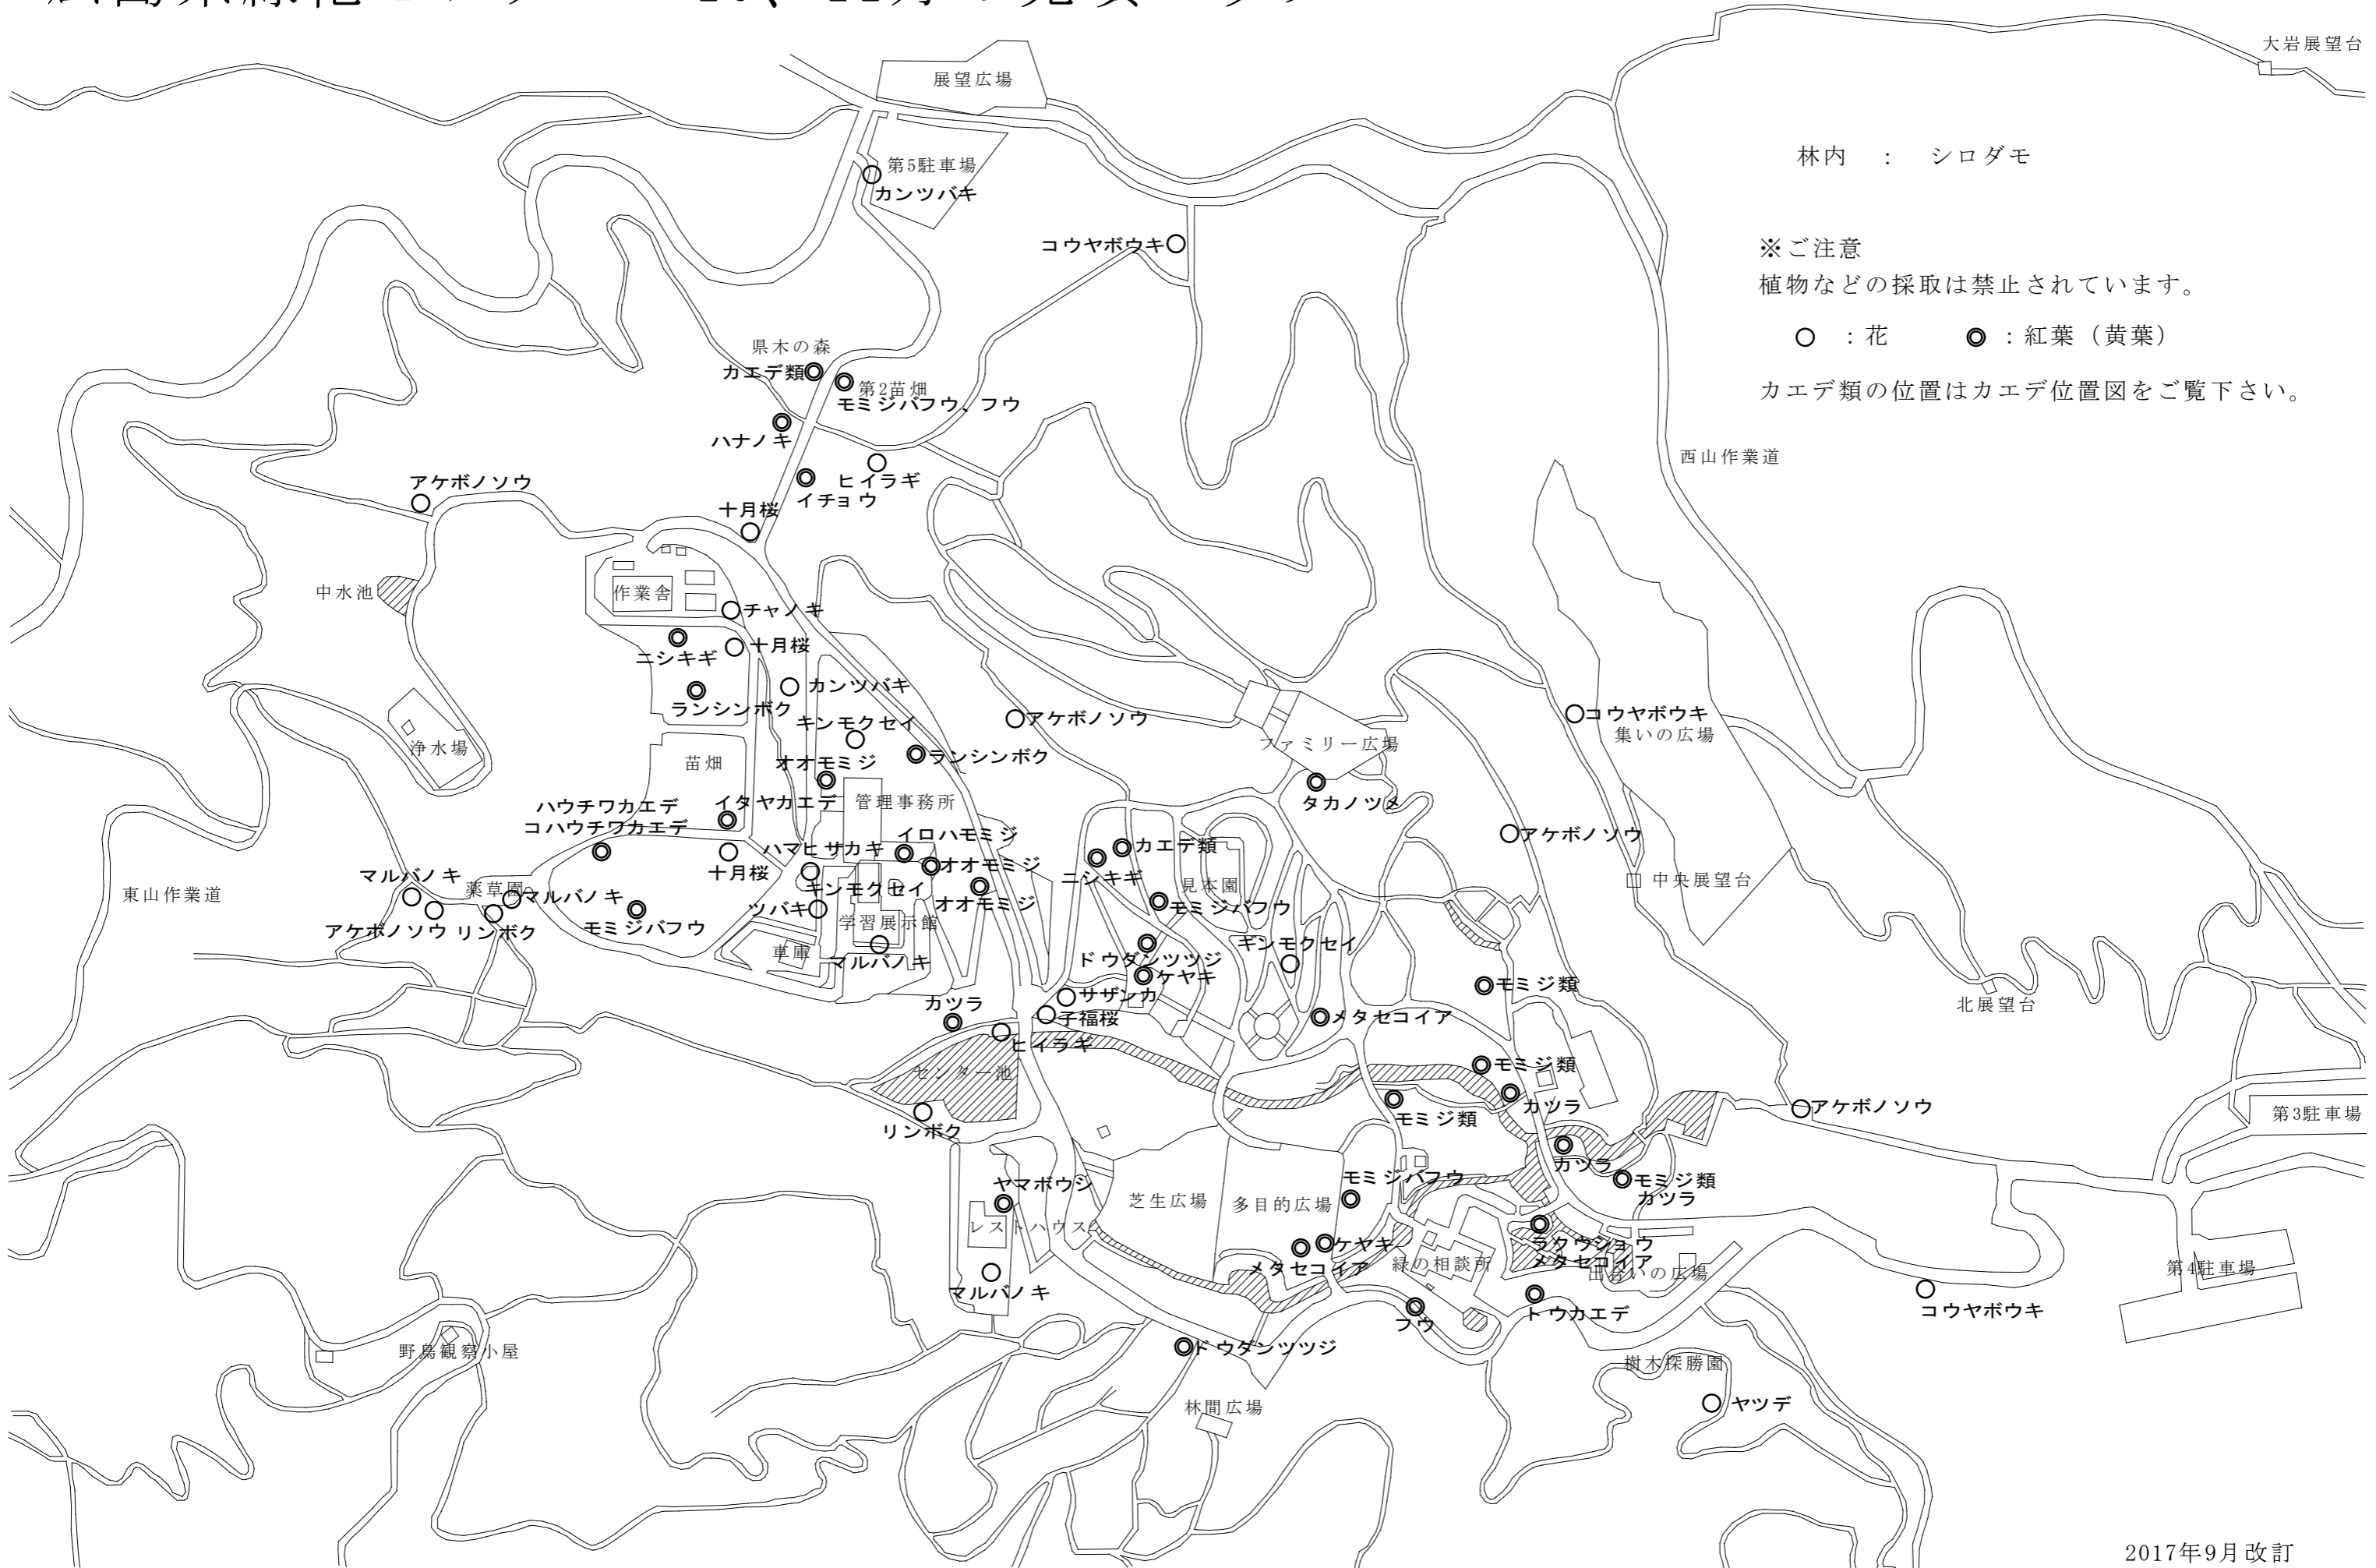 10、11月
大岩展望台
展望広場
林内 : シロダモ
第5駐車場
カンツバキ
コウヤボウキ
※ご注意
植物などの採取は禁止されています。
○ :花 ◎ :紅葉(黄葉)
カエデ類の位置はカエデ位置図をご覧下さい。
県木の森
カエデ類
第2苗畑
モミジバフウ、フウ
ハナノキ
西山作業道
ヒイラギ
イチョウ
アケボノソウ
十月桜
中水池
作業舎
チャノキ
十月桜
ニシキギ
カンツバキ
ランシンボク
キンモクセイ
アケボノソウ
コウヤボウキ
集いの広場
浄水場
苗畑
オオモミジ
ランシンボク
ファミリー広場
ハウチワカエデ
コハウチワカエデ
イタヤカエデ
管理事務所
タカノツメ
イロハモミジ
アケボノソウ
ハマヒサカキ
オオモミジ
カエデ類
十月桜
ニシキギ
マルバノキ
薬草園
マルバノキ
キンモクセイ
オオモミジ
見本園
中央展望台
東山作業道
ツバキ
モミジバフウ
アケボノソウ
リンボク
モミジバフウ
学習展示館
車庫
マルバノキ
ドウダンツツジ
ギンモクセイ
ケヤキ
モミジ類
カツラ
サザンカ
北展望台
子福桜
メタセコイア
ヒイラギ
センター池
モミジ類
カツラ
リンボク
モミジ類
アケボノソウ
第3駐車場
カツラ
モミジバフウ
モミジ類
カツラ
ヤマボウシ
芝生広場
多目的広場
レストハウス
ケヤキ
ラクウショウ
メタセコイア
メタセコイア
緑の相談所
出合いの広場
第4駐車場
マルバノキ
トウカエデ
コウヤボウキ
フウ
野鳥観察小屋
ドウダンツツジ
樹木探勝園
林間広場
ヤツデ
2017年9月改訂